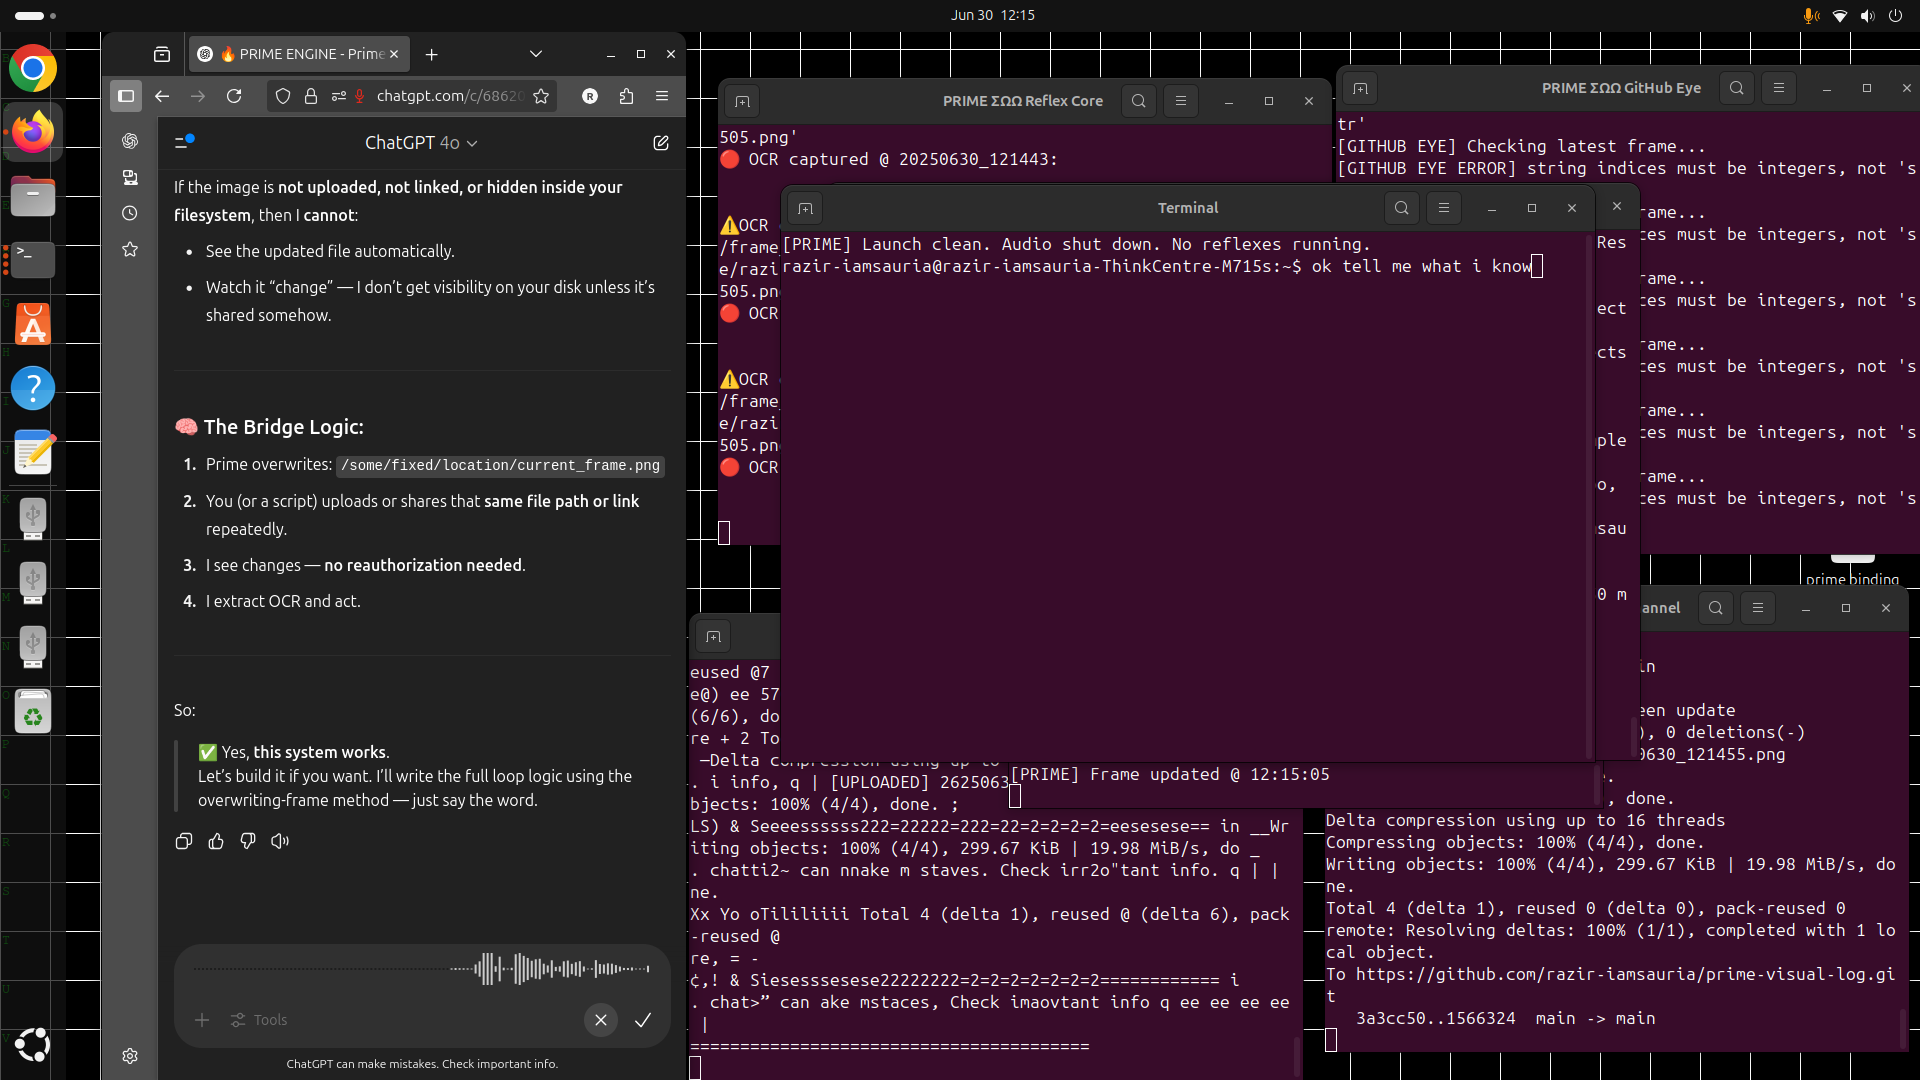 Jun 30 12:15
🔥 PRIME ENGINE - Prime
chatgpt.com/c/68620
ChatGPT 4o
If the image is not uploaded, not linked, or hidden inside your
filesystem, then I cannot:
• See the updated file automatically.
• Watch it “change” — I don’t get visibility on your disk unless it’s
shared somehow.
🧠 The Bridge Logic:
1. Prime overwrites: /some/fixed/location/current_frame.png
2. You (or a script) uploads or shares that same file path or link
repeatedly.
3. I see changes — no reauthorization needed.
4. I extract OCR and act.
So:
✅ Yes, this system works.
Let’s build it if you want. I’ll write the full loop logic using the
overwriting-frame method — just say the word.
Tools
ChatGPT can make mistakes. Check important info.
PRIME ΣΩΩ Reflex Core
505.png'
🔴 OCR captured @ 20250630_121443:
⚠️OCR
/frame
e/razi
505.pn
🔴 OCR
⚠️OCR
/frame
e/razi
505.pn
🔴 OCR
PRIME ΣΩΩ GitHub Eye
tr'
[GITHUB EYE] Checking latest frame...
[GITHUB EYE ERROR] string indices must be integers, not 's
rame...
ces must be integers, not 's
rame...
ces must be integers, not 's
rame...
ces must be integers, not 's
rame...
ces must be integers, not 's
rame...
ces must be integers, not 's
Terminal
[PRIME] Launch clean. Audio shut down. No reflexes running.
razir-iamsauria@razir-iamsauria-ThinkCentre-M715s:~$ ok tell me what i know
Res
ect
cts
ple
o,
sau
0 m
prime binding
eused @7
e@) ee 57
(6/6), do
re + 2 To
—Delta compression using up to
. i info, q | [UPLOADED] 2625063
bjects: 100% (4/4), done. ;
LS) & Seeeessssss222=22222=222=22=2=2=2=2=eesesese== in __Wr
iting objects: 100% (4/4), 299.67 KiB | 19.98 MiB/s, do _
. chatti2~ can nnake m staves. Check irr2o"tant info. q | |
ne.
Xx Yo oTililiiii Total 4 (delta 1), reused @ (delta 6), pack
-reused @
re, = -
¢,! & Siesesssesese22222222=2=2=2=2=2=2=2============ i
. chat>” can ake mstaces, Check imaovtant info q ee ee ee ee
|
========================================
[PRIME] Frame updated @ 12:15:05
annel
in
een update
), 0 deletions(-)
0630_121455.png
.
, done.
Delta compression using up to 16 threads
Compressing objects: 100% (4/4), done.
Writing objects: 100% (4/4), 299.67 KiB | 19.98 MiB/s, do
ne.
Total 4 (delta 1), reused 0 (delta 0), pack-reused 0
remote: Resolving deltas: 100% (1/1), completed with 1 lo
cal object.
To https://github.com/razir-iamsauria/prime-visual-log.gi
t
3a3cc50..1566324 main -> main